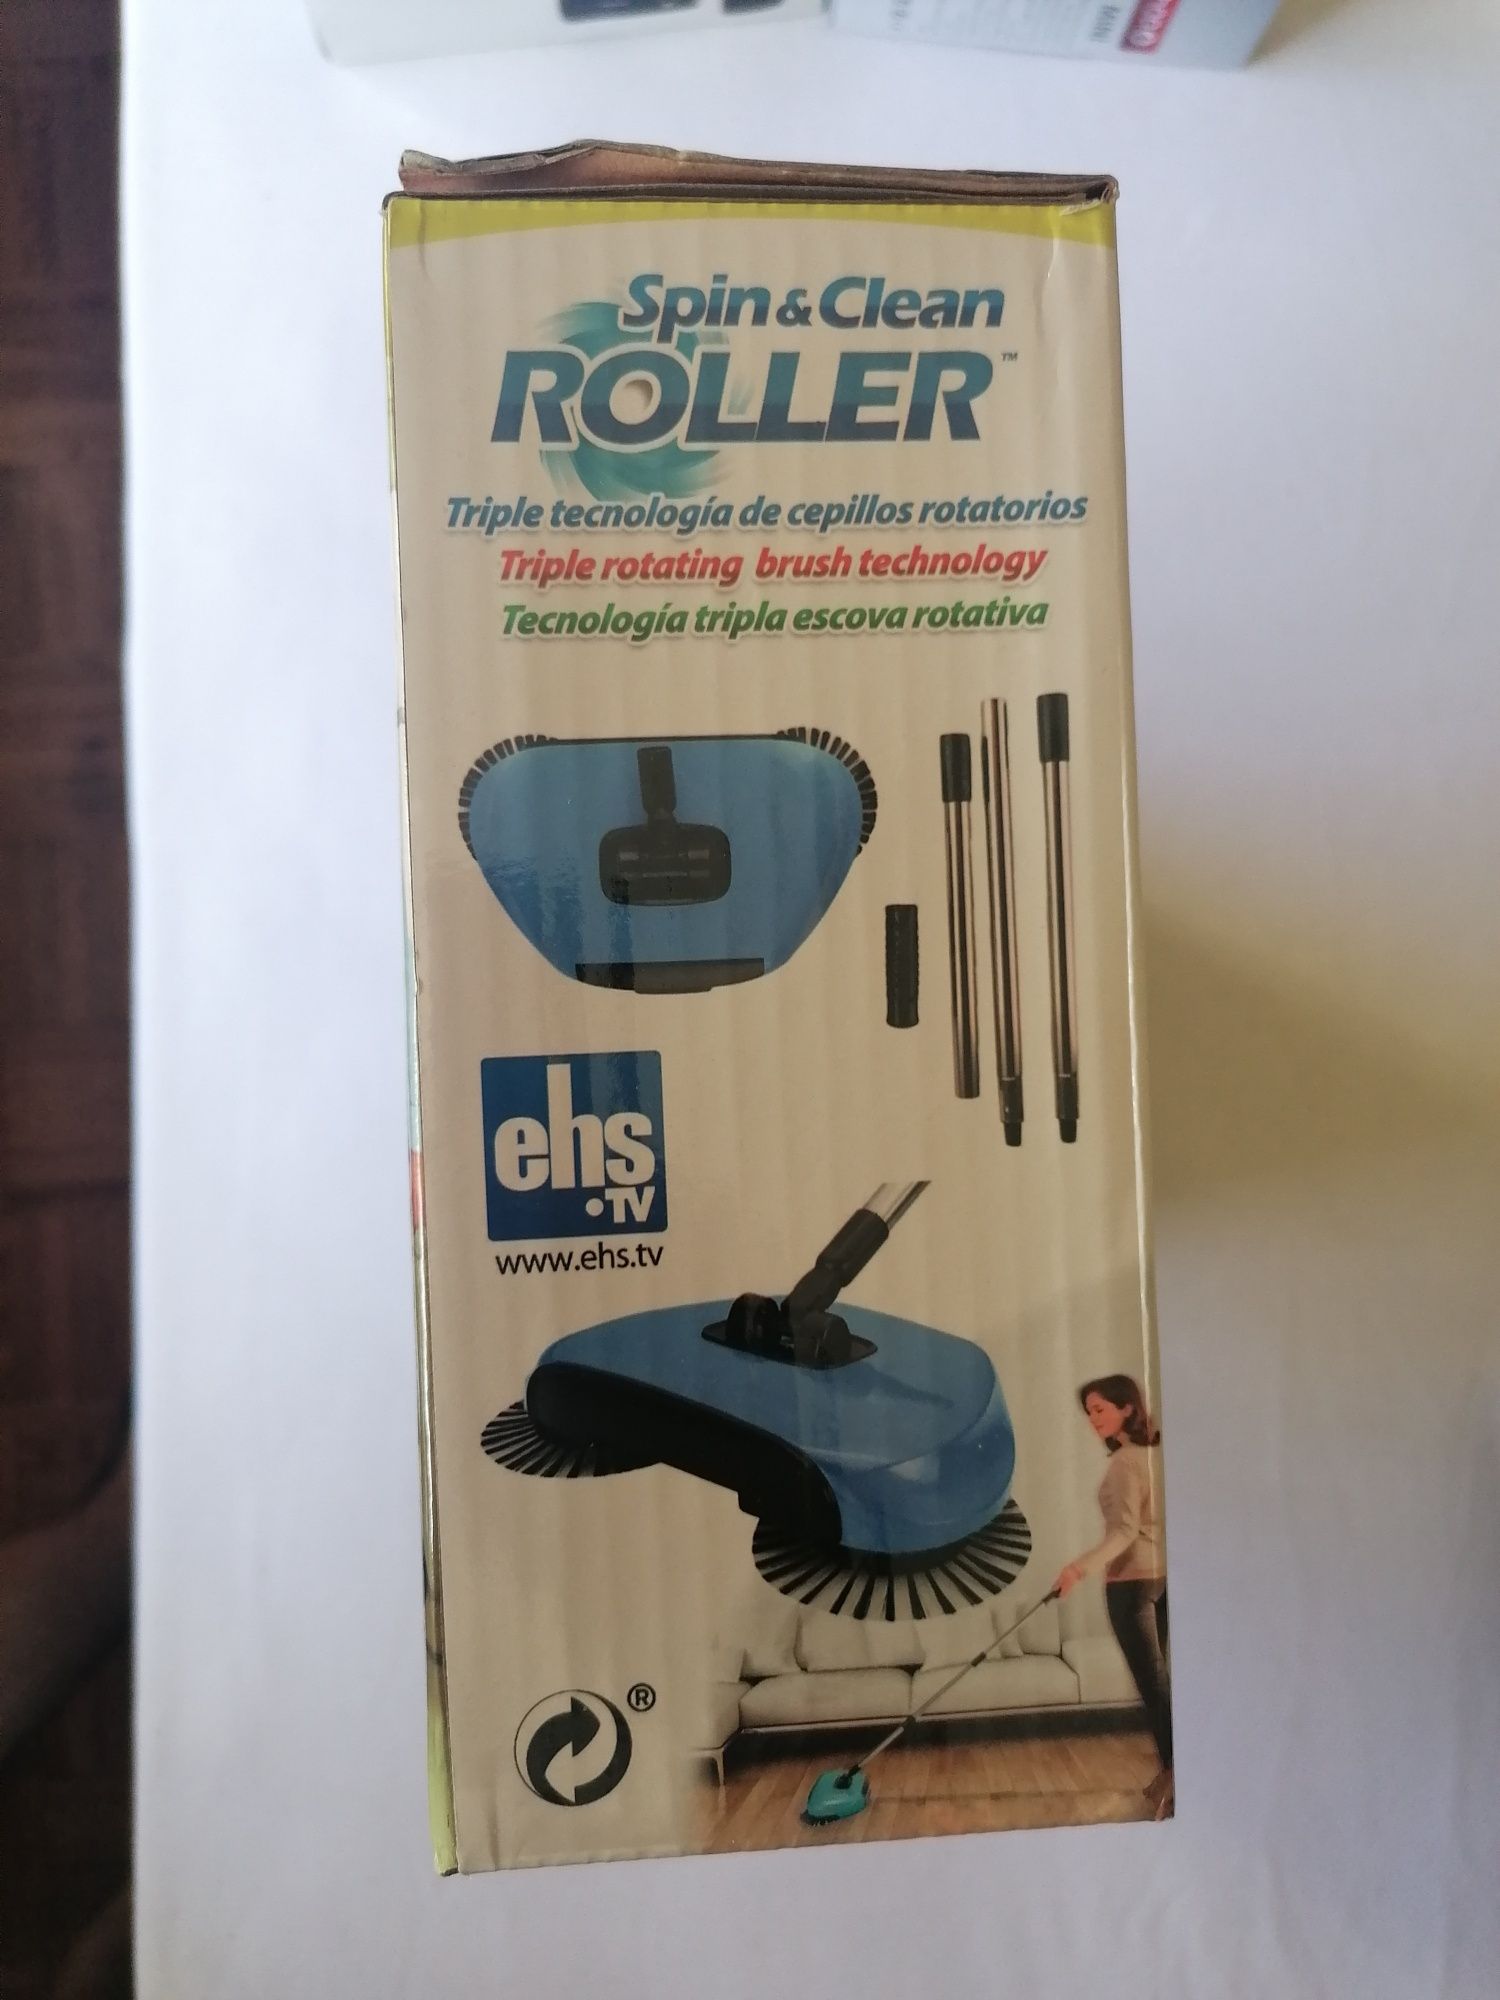 MINI
Spin & Clean
ROLLER™
Triple tecnología de cepillos rotatorios
Triple rotating brush technology
Tecnología tripla escova rotativa
ehs
•TV
www.ehs.tv
®